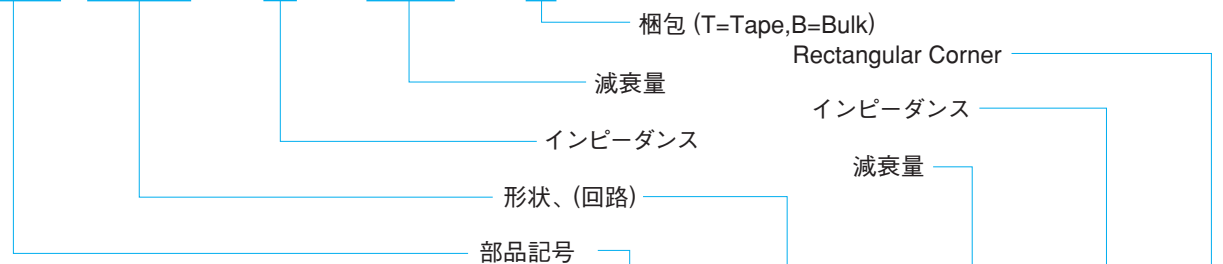 梱包 (T=Tape,B=Bulk)
Rectangular Corner
減衰量
インピーダンス
インピーダンス
減衰量
形状、(回路)
部品記号